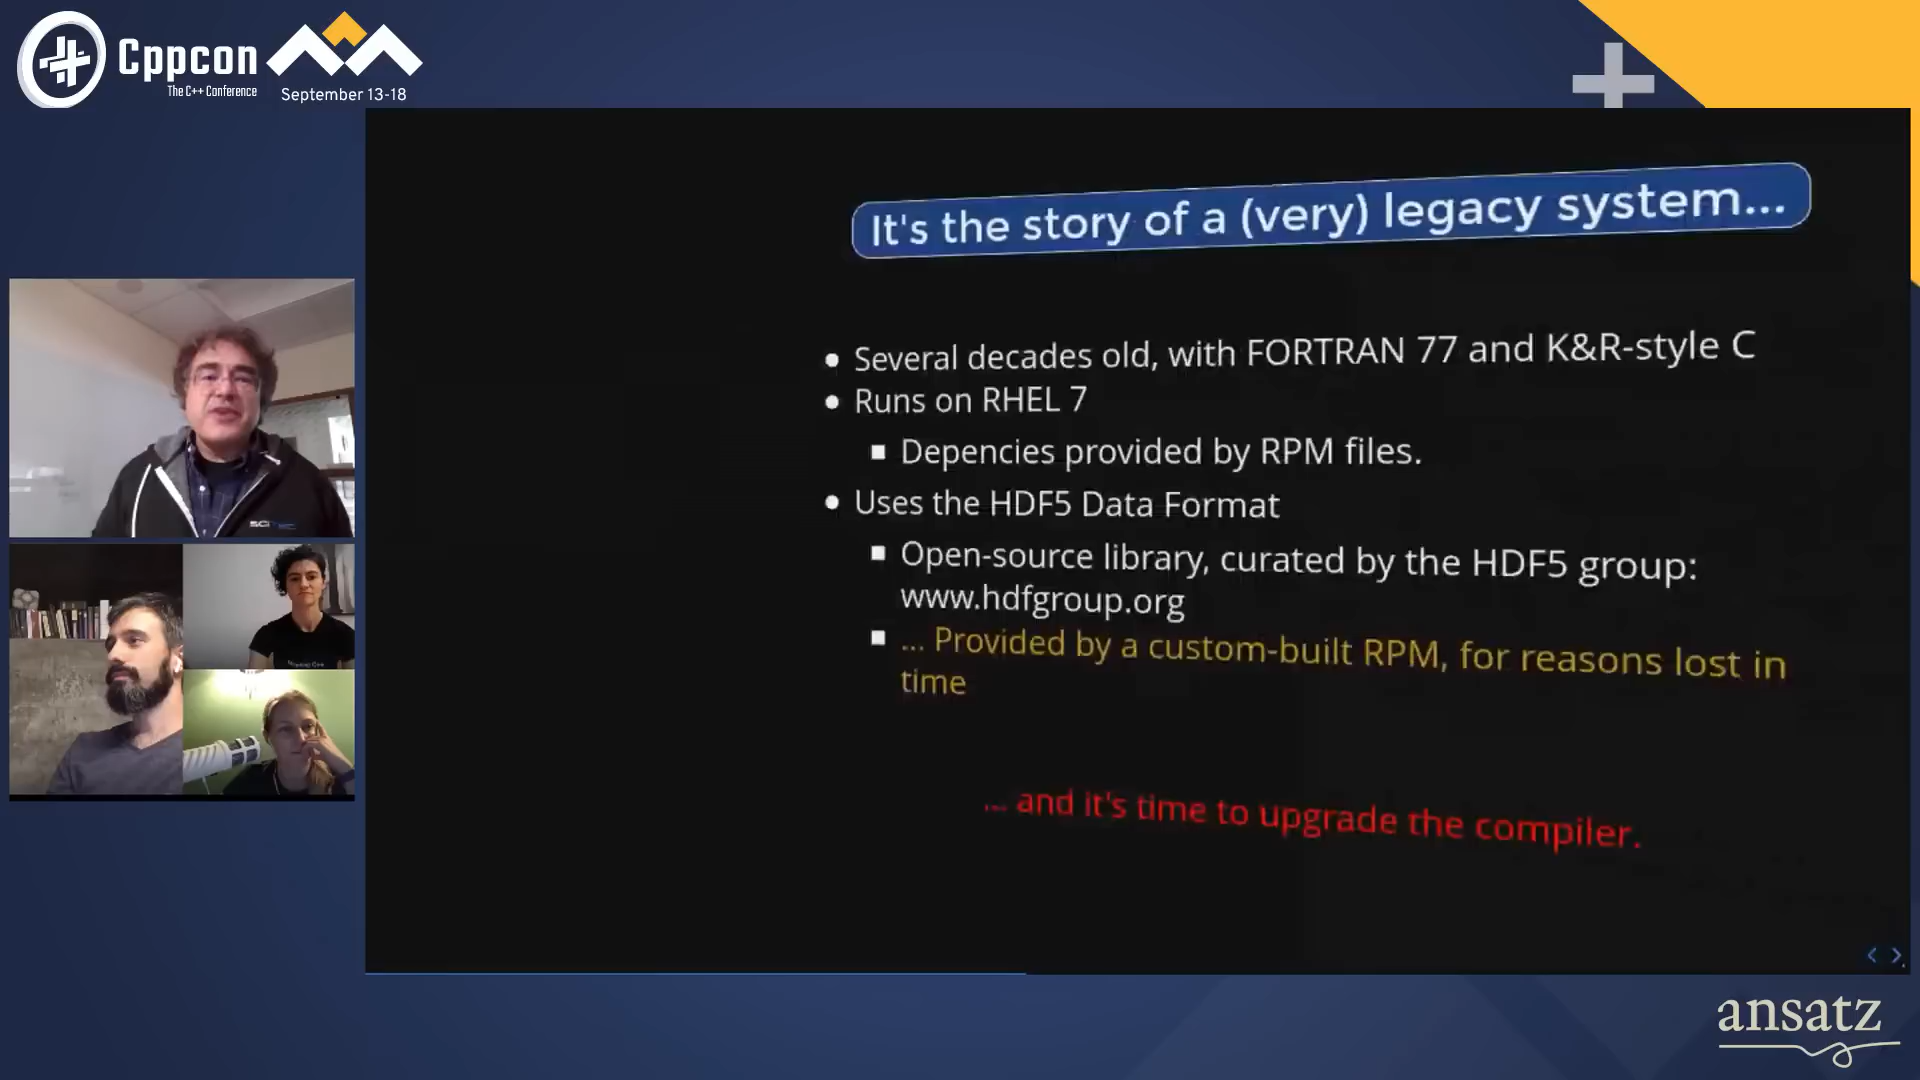 Cppcon
The C++ Conference
September 13-18
It's the story of a (very) legacy system...
Several decades old, with FORTRAN 77 and K&R-style C
Runs on RHEL 7
Depencies provided by RPM files.
Uses the HDF5 Data Format
Open-source library, curated by the HDF5 group:
www.hdfgroup.org
... Provided by a custom-built RPM, for reasons lost in
time
... and it's time to upgrade the compiler.
ansatz